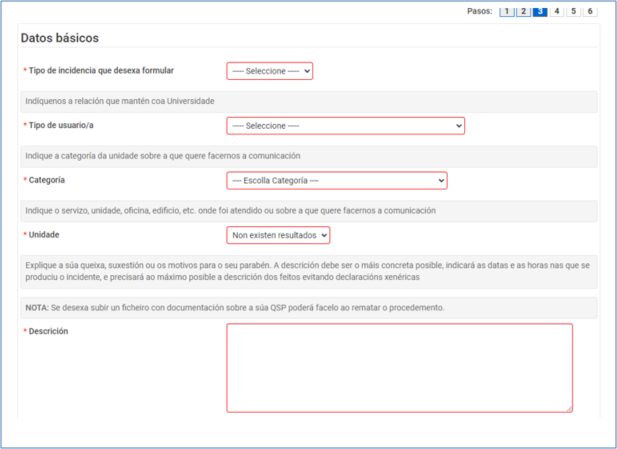 Pasos: 1 2 3 4 5 6
Datos básicos
* Tipo de incidencia que desexa formular
---- Seleccione ----
Indíquenos a relación que mantén coa Universidade
* Tipo de usuario/a
---- Seleccione ----
Indique a categoría da unidade sobre a que quere facernos a comunicación
* Categoría
---- Escolla Categoría ----
Indique o servizo, unidade, oficina, edificio, etc. onde foi atendido ou sobre a que quere facernos a comunicación
* Unidade
Non existen resultados
Explique a súa queixa, suxestión ou os motivos para o seu parabén. A descrición debe ser o máis concreta posible, indicará as datas e as horas nas que se
produciu o incidente, e precisará ao máximo posible a descrición dos feitos evitando declaracións xenéricas
NOTA: Se desexa subir un ficheiro con documentación sobre a súa QSP poderá facelo ao rematar o procedemento.
* Descrición